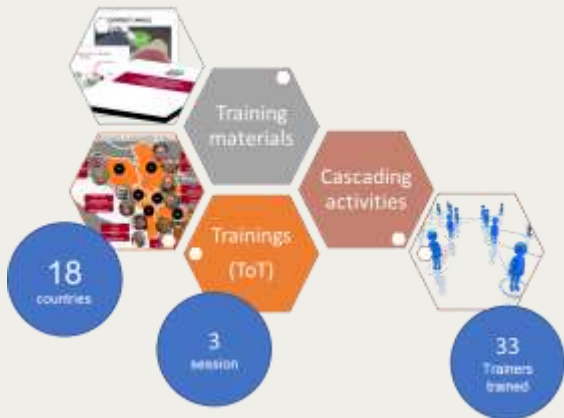 Training
materials
Cascading
activities
Trainings
(ToT)
18
countries
3
session
33
Trainers
trained